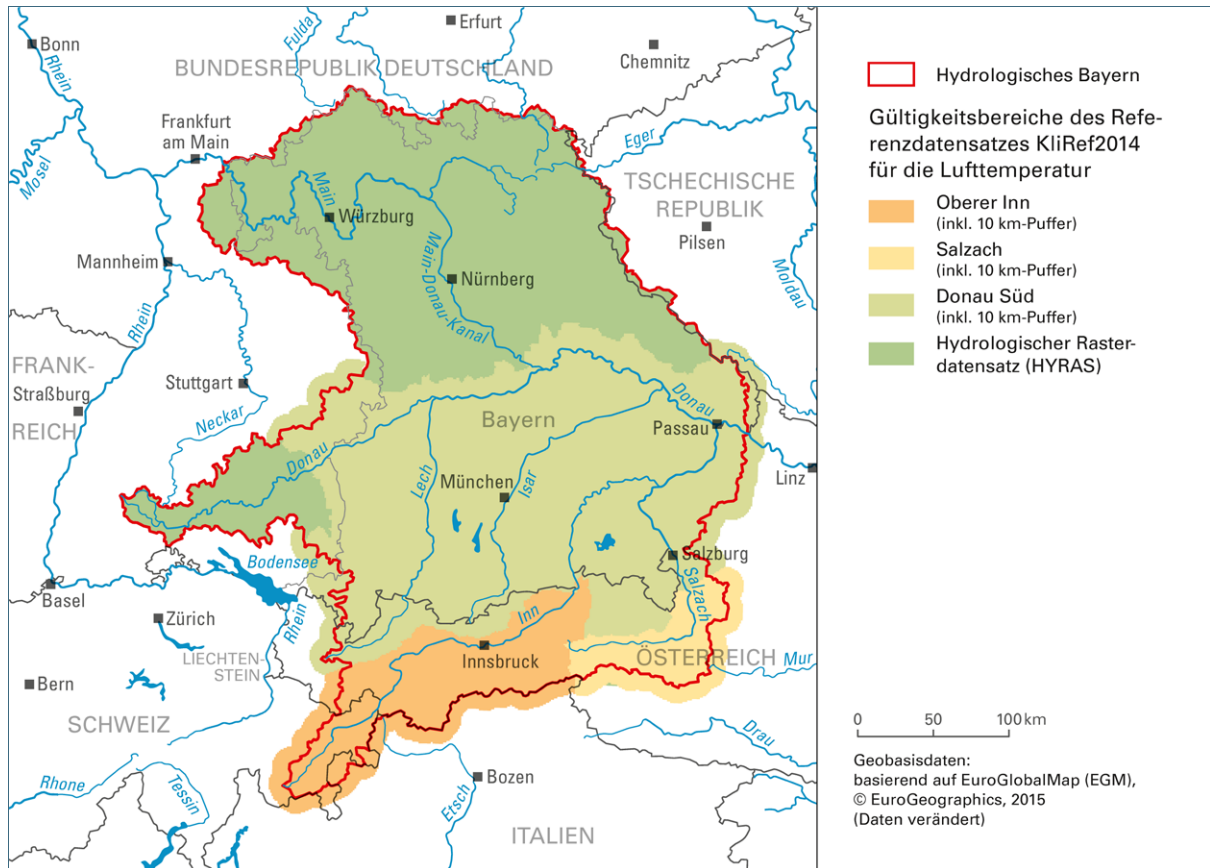 Erfurt
Bonn
Fulda
Chemnitz
Rhein
BUNDESREPUBLIK DEUTSCHLAND
Frankfurt
am Main
Eger
Mosel
TSCHECHISCHE
REPUBLIK
Main
Würzburg
Pilsen
Mannheim
Main-Donau-Kanal
Nürnberg
Moldau
Rhein
FRANK-
REICH
Stuttgart
Straßburg
Neckar
Donau
Bayern
Donau
Passau
Linz
Lech
München
Isar
Bodensee
Salzburg
Salzach
Basel
Zürich
Rhein
Inn
LIECHTEN-
STEIN
Innsbruck
ÖSTERREICH
Mur
Bern
SCHWEIZ
Drau
Rhone
Tessin
Bozen
Etsch
ITALIEN
Hydrologisches Bayern
Gültigkeitsbereiche des Refe-
renzdatensatzes KliRef2014
für die Lufttemperatur
Oberer Inn
(inkl. 10 km-Puffer)
Salzach
(inkl. 10 km-Puffer)
Donau Süd
(inkl. 10 km-Puffer)
Hydrologischer Raster-
datensatz (HYRAS)
0 50 100 km
Geobasisdaten:
basierend auf EuroGlobalMap (EGM),
© EuroGeographics, 2015
(Daten verändert)